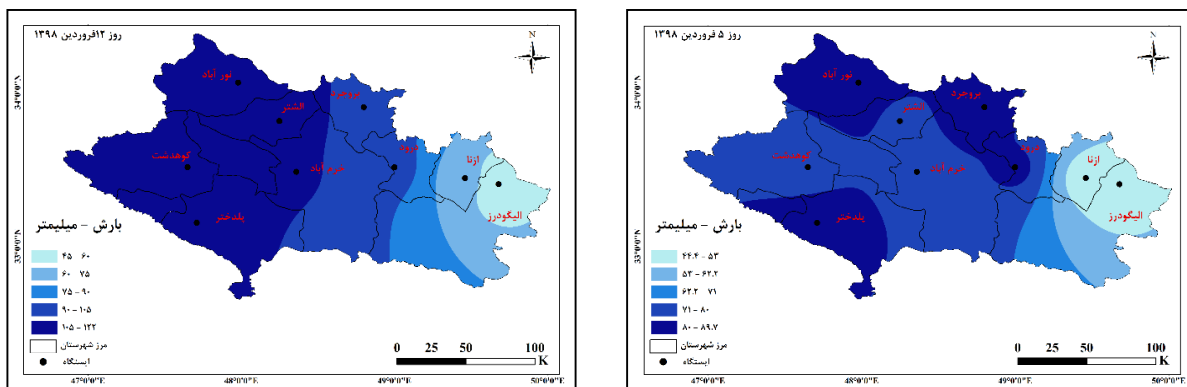 روز ۱۲فروردین ۱۳۹۸
N
34°0'0"N
33°0'0"N
نور آباد
بروجرد
الشتر
کوهدشت
خرم آباد
درود
ازنا
الیگودرز
پلدختر
بارش – میلیمتر
۴۵ ۶۰
۶۰ ۷۵
۷۵ - ۹۰
۹۰ - ۱۰۵
۱۰۵ - ۱۲۲
مرز شهرستان
ایستگاه
0 25 50 100
K
47°0'0"E 48°0'0"E 49°0'0"E 50°0'0"E
روز ۵ فروردین ۱۳۹۸
N
34°0'0"N
33°0'0"N
نور آباد
بروجرد
کوهدشت
خرم آباد
ازنا
الیگودرز
پلدختر
بارش – میلیمتر
۴۴.۴ - ۵۳
۵۳ - ۶۲.۲
۶۲.۲ ۷۱
۷۱ - ۸۰
۸۰ - ۸۹.۷
مرز شهرستان
ایستگاه
0 25 50 100
K
47°0'0"E 48°0'0"E 49°0'0"E 50°0'0"E